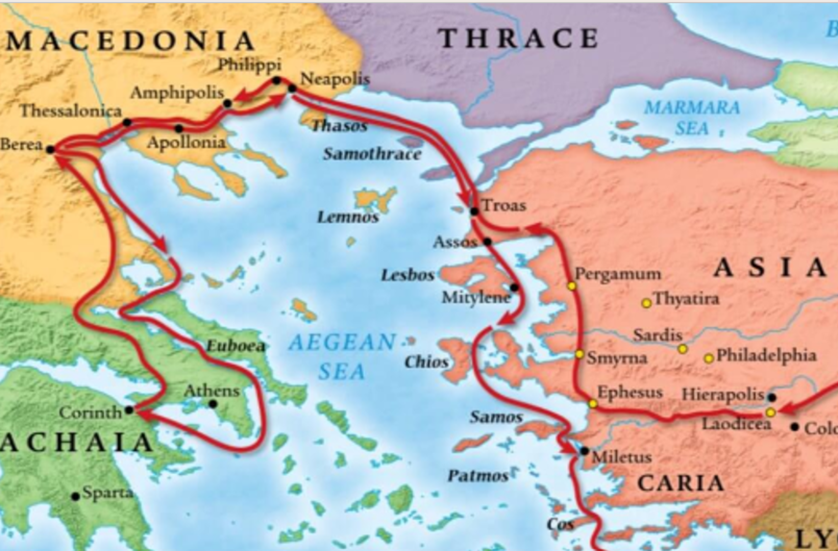 MACEDONIA
THRACE
B
Philippi
Neapolis
Amphipolis
Thessalonica
MARMARA
SEA
Thasos
Berea
Apollonia
Samothrace
Troas
Lemnos
Assos
ASIA
Lesbos
Pergamum
Mitylene
Thyatira
AEGEAN
SEA
Euboea
Sardis
Chios
Smyrna
Philadelphia
Athens
Ephesus
Hierapolis
Corinth
Samos
Laodicea
Colo
ACHAIA
Miletus
Patmos
CARIA
Sparta
Cos
LY